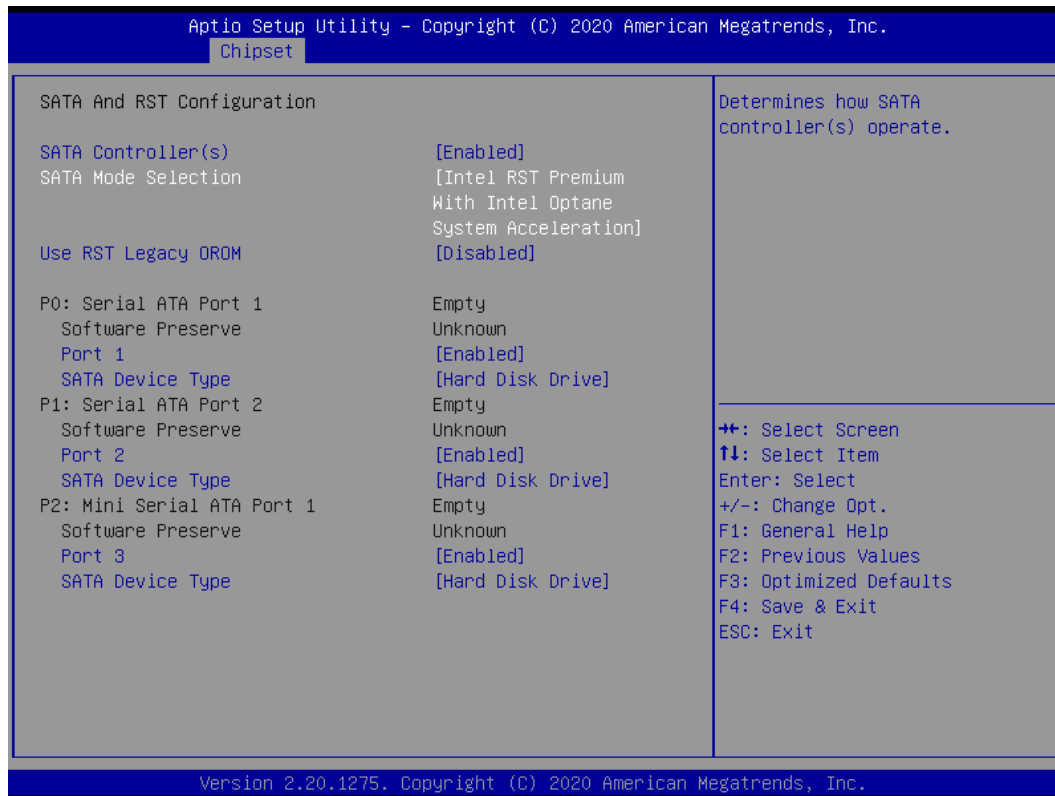 Aptio Setup Utility – Copyright (C) 2020 American Megatrends, Inc.
Chipset
SATA And RST Configuration
SATA Controller(s) [Enabled]
SATA Mode Selection [Intel RST Premium
With Intel Optane
System Acceleration]
Use RST Legacy OROM [Disabled]
P0: Serial ATA Port 1 Empty
Software Preserve Unknown
Port 1 [Enabled]
SATA Device Type [Hard Disk Drive]
P1: Serial ATA Port 2 Empty
Software Preserve Unknown
Port 2 [Enabled]
SATA Device Type [Hard Disk Drive]
P2: Mini Serial ATA Port 1 Empty
Software Preserve Unknown
Port 3 [Enabled]
SATA Device Type [Hard Disk Drive]
Determines how SATA
controller(s) operate.
→←: Select Screen
↑↓: Select Item
Enter: Select
+/-: Change Opt.
F1: General Help
F2: Previous Values
F3: Optimized Defaults
F4: Save & Exit
ESC: Exit
Version 2.20.1275. Copyright (C) 2020 American Megatrends, Inc.